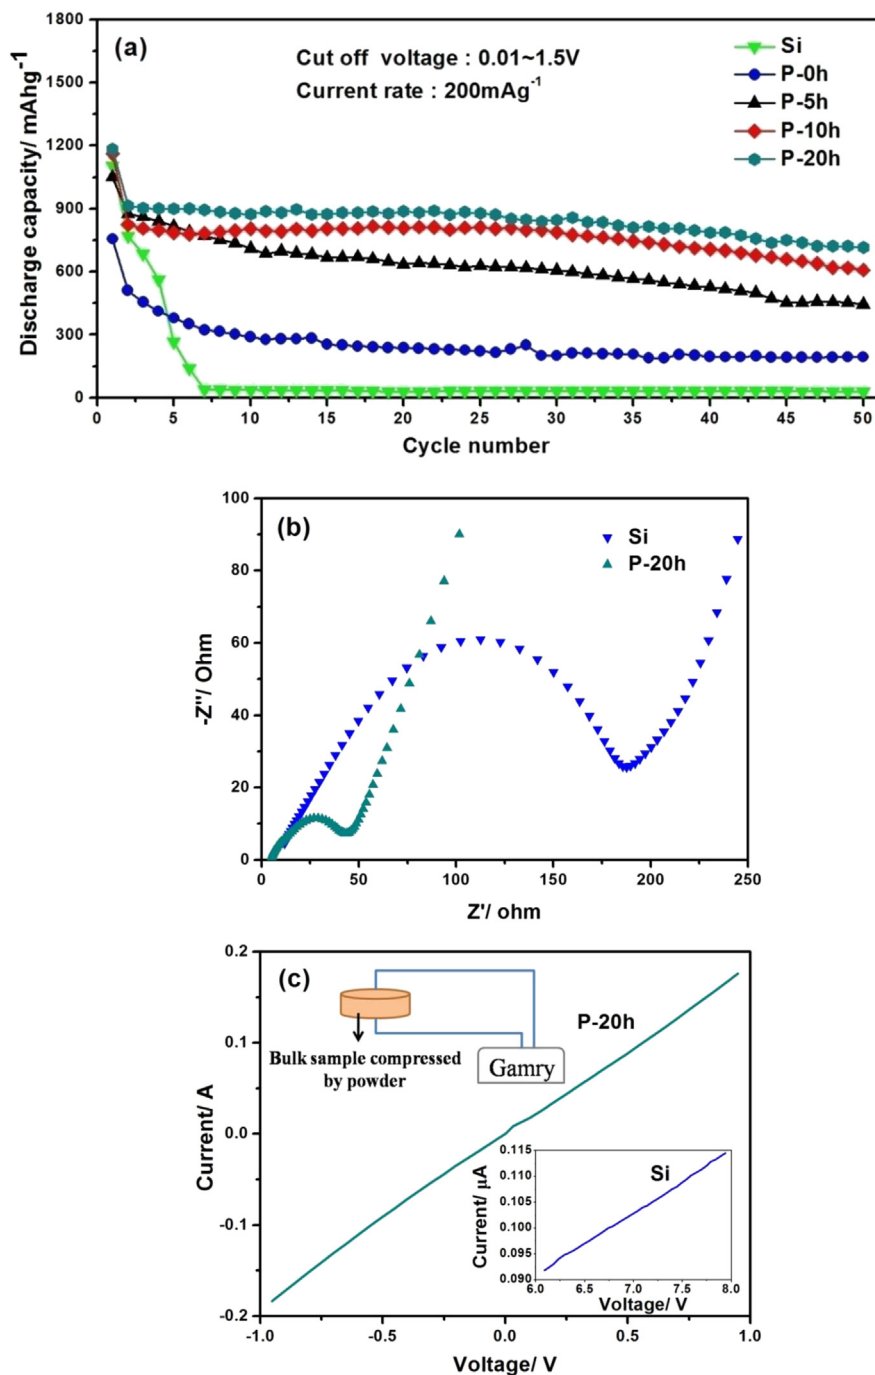 (a)
Cut off voltage : 0.01~1.5V
Current rate : 200mAg-1
Si
P-0h
P-5h
P-10h
P-20h
1800
1500
1200
900
600
300
0
Discharge capacity/ mAhg-1
0 5 10 15 20 25 30 35 40 45 50
Cycle number
(b)
Si
P-20h
100
80
60
40
20
0
-Z''/ Ohm
0 50 100 150 200 250
Z'/ ohm
(c)
P-20h
Bulk sample compressed
by powder
Gamry
0.2
0.1
0.0
-0.1
-0.2
Current/ A
Si
0.115
0.110
0.105
0.100
0.095
0.090
Current/ μA
6.0 6.5 7.0 7.5 8.0
Voltage/ V
-1.0 -0.5 0.0 0.5 1.0
Voltage/ V